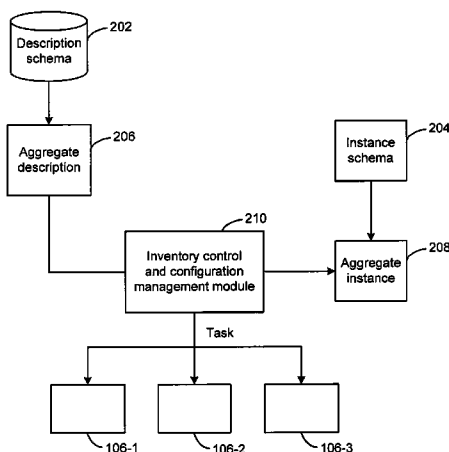 202
Description
schema
206
Aggregate
description
Instance
schema
204
210
Inventory control
and configuration
management module
Aggregate
instance
208
Task
106-1
106-2
106-3